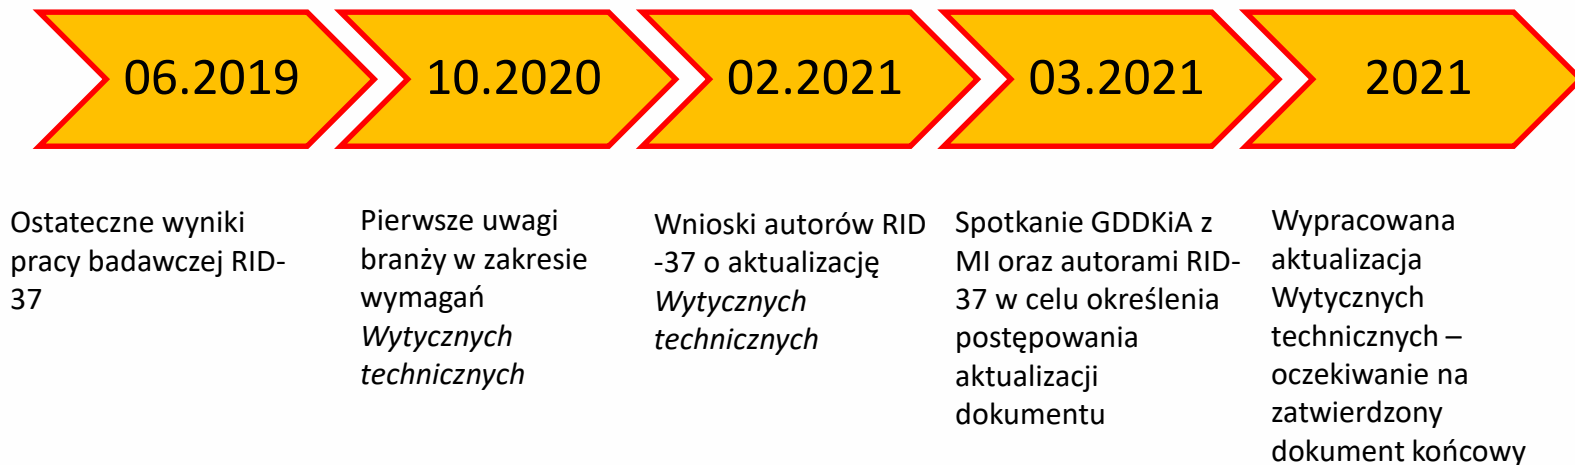 06.2019
10.2020
02.2021
03.2021
2021
Ostateczne wyniki
pracy badawczej RID-
37
Pierwsze uwagi
branży w zakresie
wymagań
Wytycznych
technicznych
Wnioski autorów RID
-37 o aktualizację
Wytycznych
technicznych
Spotkanie GDDKiA z
MI oraz autorami RID-
37 w celu określenia
postępowania
aktualizacji
dokumentu
Wypracowana
aktualizacja
Wytycznych
technicznych –
oczekiwanie na
zatwierdzony
dokument końcowy